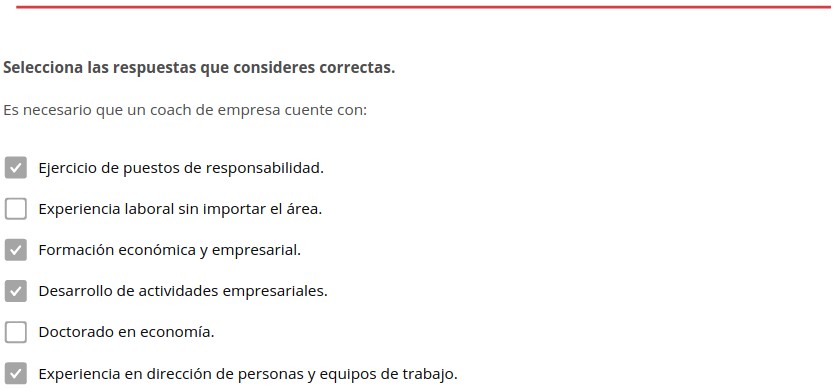 Selecciona las respuestas que consideres correctas.
Es necesario que un coach de empresa cuente con:
Ejercicio de puestos de responsabilidad.
Experiencia laboral sin importar el área.
Formación económica y empresarial.
Desarrollo de actividades empresariales.
Doctorado en economía.
Experiencia en dirección de personas y equipos de trabajo.